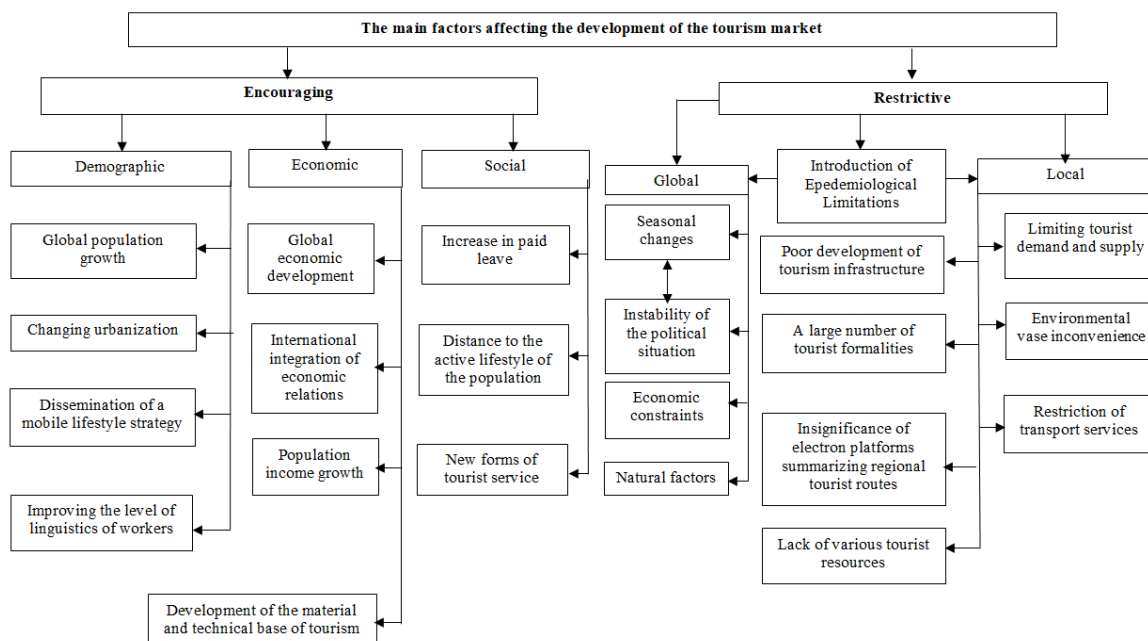 The main factors affecting the development of the tourism market
Encouraging
Restrictive
Demographic
Economic
Social
Global
Introduction of
Epedemiological
Limitations
Local
Global population
growth
Changing urbanization
Dissemination of a
mobile lifestyle strategy
Improving the level of
linguistics of workers
Global
economic
development
International
integration of
economic
relations
Population
income growth
Development of the material
and technical base of tourism
Increase in paid
leave
Distance to the
active lifestyle of
the population
New forms of
tourist service
Seasonal
changes
Instability of
the political
situation
Economic
constraints
Natural factors
Poor development of
tourism infrastructure
A large number of
tourist formalities
Insignificance of
electron platforms
summarizing regional
tourist routes
Lack of various tourist
resources
Limiting tourist
demand and supply
Environmental
vase inconvenience
Restriction of
transport services